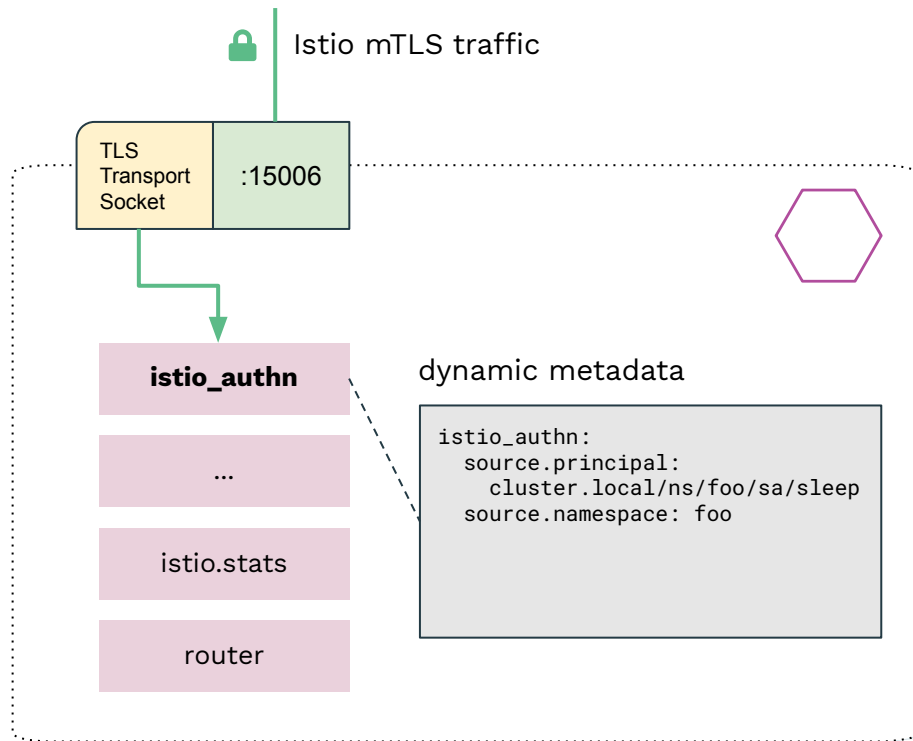 Istio mTLS traffic
TLS
Transport
Socket
:15006
istio_authn
...
istio.stats
router
dynamic metadata
istio_authn:
  source.principal:
    cluster.local/ns/foo/sa/sleep
  source.namespace: foo